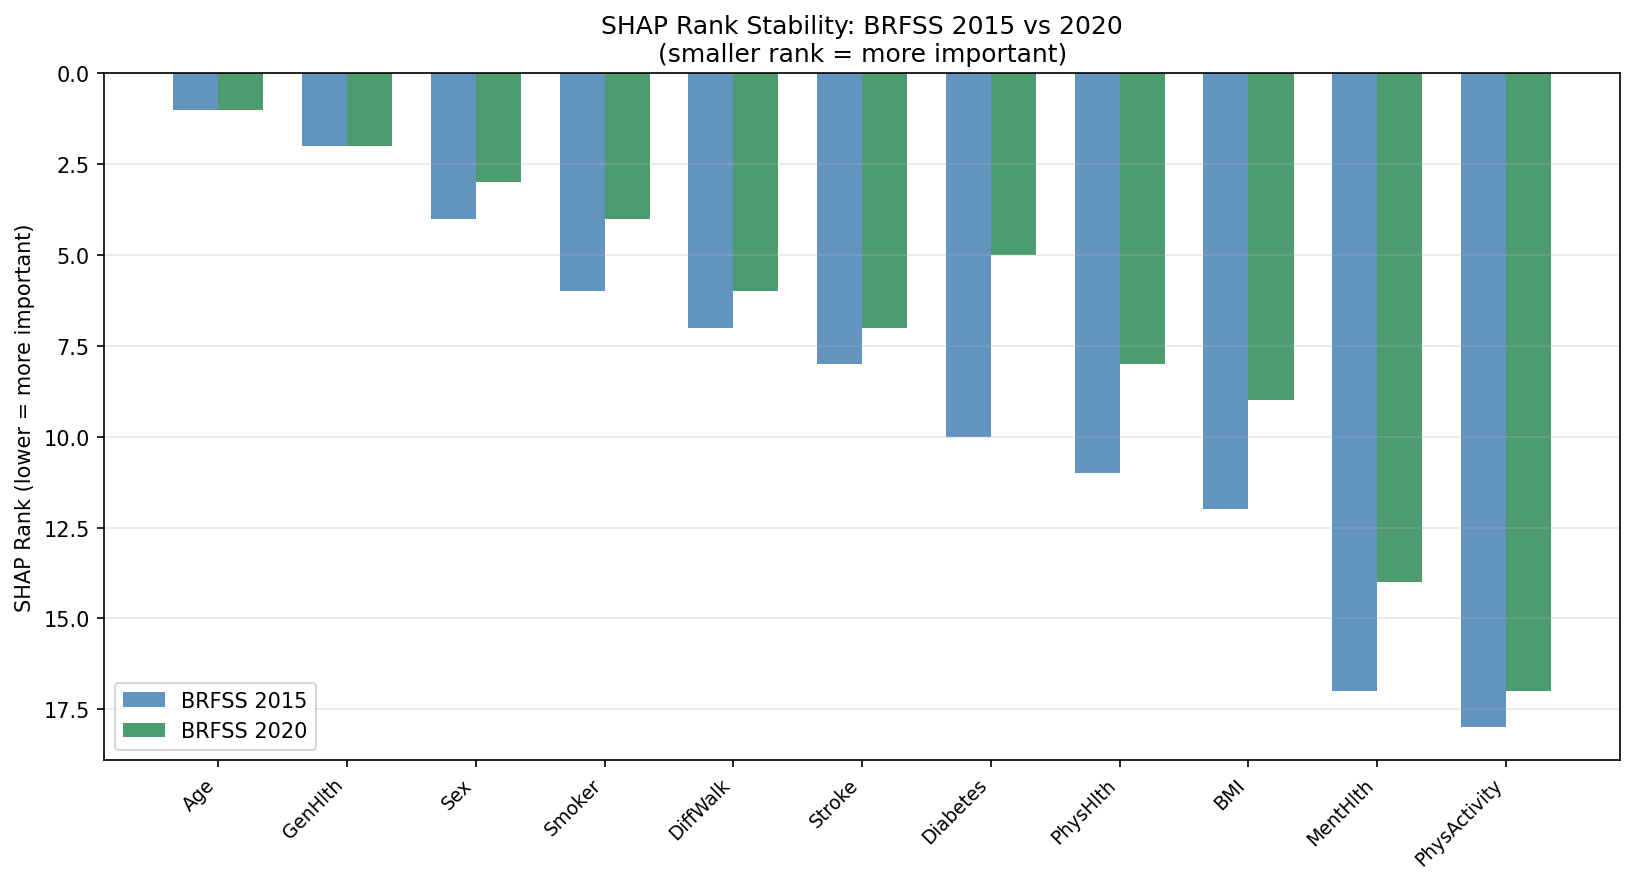 SHAP Rank Stability: BRFSS 2015 vs 2020
(smaller rank = more important)
SHAP Rank (lower = more important)
0.0
2.5
5.0
7.5
10.0
12.5
15.0
17.5
BRFSS 2015
BRFSS 2020
Age
GenHlth
Sex
Smoker
DiffWalk
Stroke
Diabetes
PhysHlth
BMI
MentHlth
PhysActivity